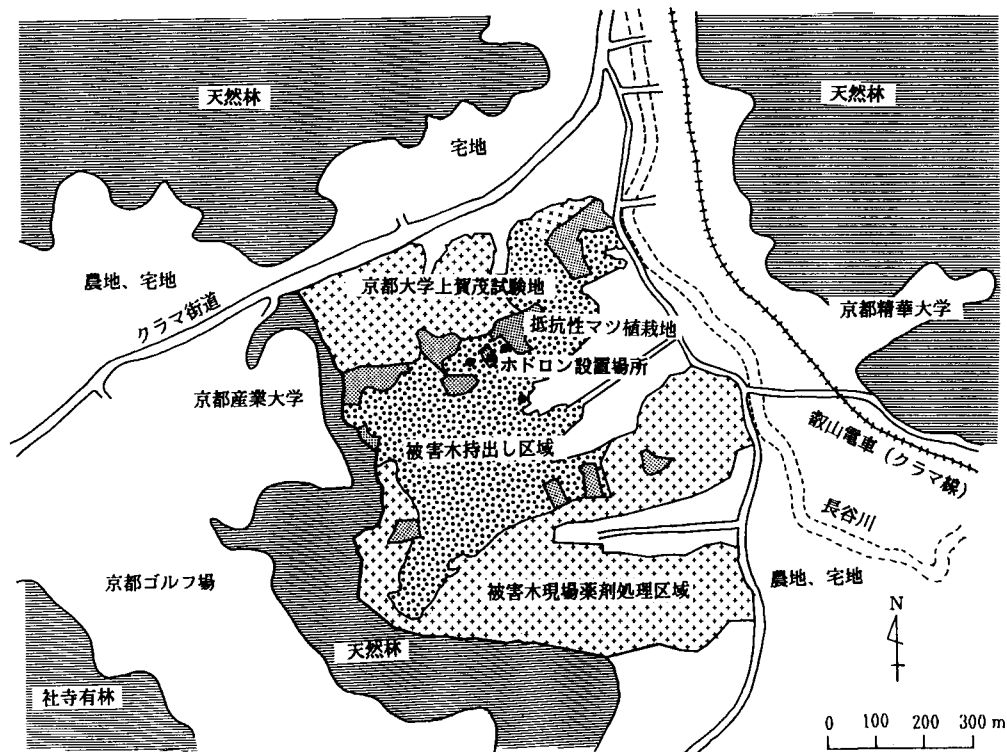 天然林
天然林
宅地
農地、宅地
クラマ街道
京都大学上賀茂試験地
京都精華大学
抵抗性マツ植栽地
ホドロン設置場所
京都産業大学
被害木持出し区域
叡山電車(クラマ線)
長谷川
京都ゴルフ場
被害木現場薬剤処理区域
農地、宅地
N
天然林
社寺有林
0 100 200 300 m